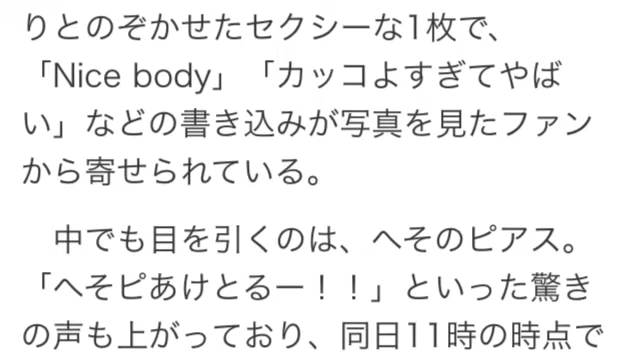 りとのぞかせたセクシーな1枚で、
「Nice body」「カッコよすぎてやば
い」などの書き込みが写真を見たファン
から寄せられている。
　中でも目を引くのは、へそのピアス。
「へそピあけとるー！！」といった驚き
の声も上がっており、同日11時の時点で